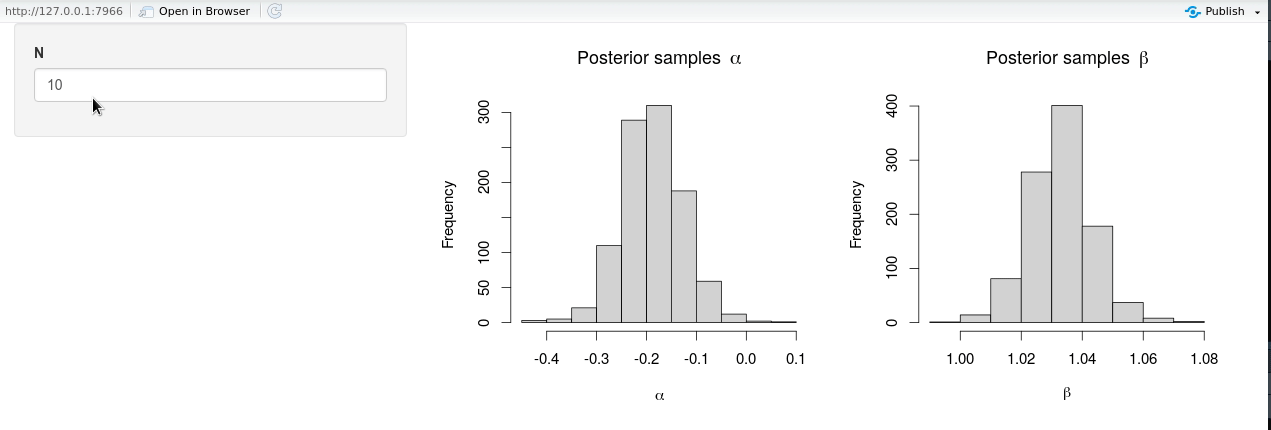 http://127.0.0.1:7966 Open in Browser Publish
N
10
Posterior samples α
Frequency
300
200
100
50
0
-0.4 -0.3 -0.2 -0.1 0.0 0.1
α
Posterior samples β
Frequency
400
300
200
100
0
1.00 1.02 1.04 1.06 1.08
β